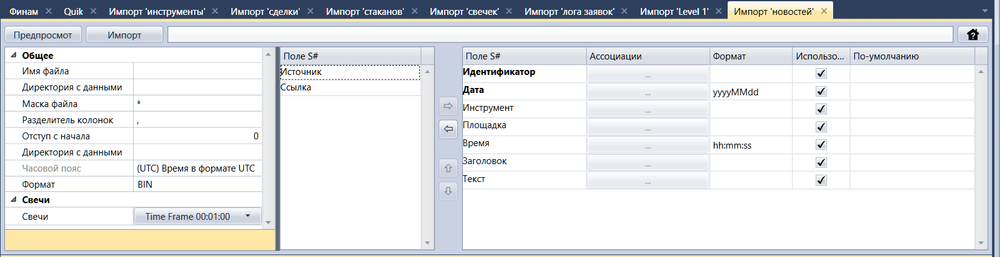 Финам Quik Импорт 'инструменты' Импорт 'сделки' Импорт 'стаканов' Импорт 'свечек' Импорт 'лога заявок' Импорт 'Level 1' Импорт 'новостей'
Предпросмотр Импорт
Общее
Имя файла
Директория с данными
Маска файла *
Разделитель колонок ,
Отступ с начала 0
Директория с данными
Часовой пояс (UTC) Время в формате UTC
Формат BIN
Свечи
Свечи Time Frame 00:01:00
Поле S#
Источник
Ссылка
Поле S# Ассоциации Формат Использо... По-умолчанию
Идентификатор ...
Дата ... yyyyMMdd
Инструмент ...
Площадка ...
Время ... hh:mm:ss
Заголовок ...
Текст ...